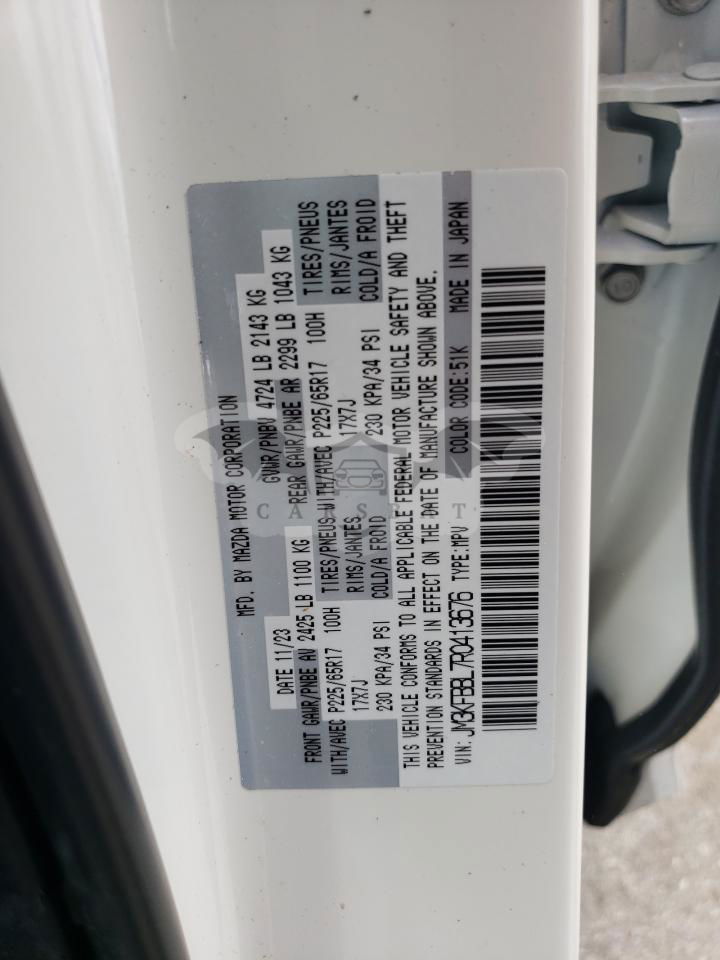 MFD. BY MAZDA MOTOR CORPORATION
DATE 11/23 GVWR/PNBV 4724 LB 2143 KG
FRONT GAWR/PNBE AV 2425 LB 1100 KG REAR GAWR/PNBE AR 2299 LB 1043 KG
WITH/AVEC P225/65R17 100H TIRES/PNEUS WITH/AVEC P225/65R17 100H TIRES/PNEUS
17X7J RIMS/JANTES 17X7J RIMS/JANTES
230 KPA/34 PSI COLD/A FROID 230 KPA/34 PSI COLD/A FROID
THIS VEHICLE CONFORMS TO ALL APPLICABLE FEDERAL MOTOR VEHICLE SAFETY AND THEFT
PREVENTION STANDARDS IN EFFECT ON THE DATE OF MANUFACTURE SHOWN ABOVE.
VIN: JM3KFBBL7R0413676 TYPE:MPV COLOR CODE:51K MADE IN JAPAN